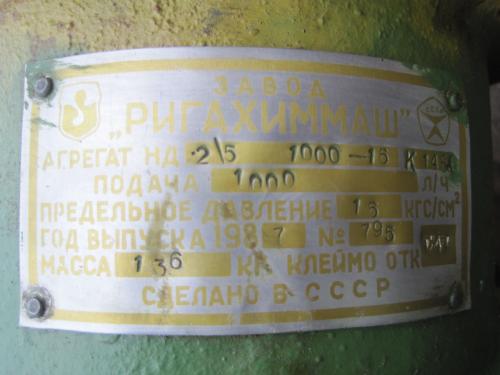 ЗАВОД
„РИГАХИММАШ"
АГРЕГАТ НД 2/5 1000-16 К14А
ПОДАЧА 1000 Л/Ч
ПРЕДЕЛЬНОЕ ДАВЛЕНИЕ 16 КГС/СМ²
ГОД ВЫПУСКА 1987 № 795
МАССА 136 КГ КЛЕЙМО ОТК
СДЕЛАНО В СССР